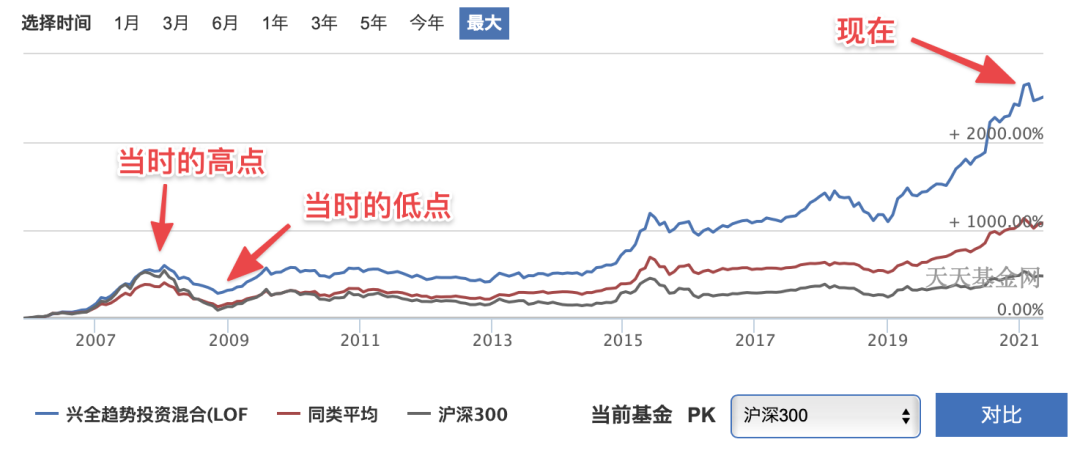 选择时间 1月 3月 6月 1年 3年 5年 今年 最大
现在
+ 2000.00%
当时的高点
当时的低点
+ 1000.00%
天天基金网
0.00%
2007 2009 2011 2013 2015 2017 2019 2021
兴全趋势投资混合(LOF 同类平均 沪深300 当前基金 PK 沪深300 对比